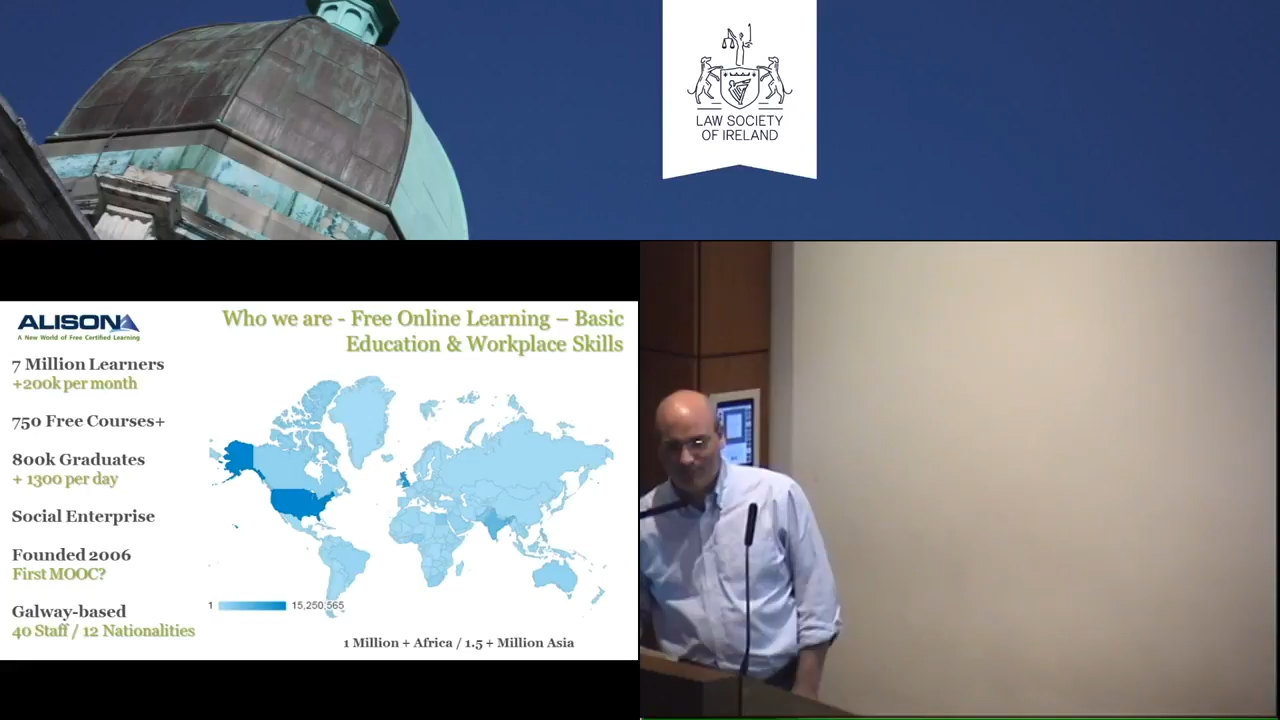 LAW SOCIETY
OF IRELAND
ALISON
A New World of Free Certified Learning
Who we are - Free Online Learning – Basic
Education & Workplace Skills
7 Million Learners
+200k per month
750 Free Courses+
800k Graduates
+ 1300 per day
Social Enterprise
Founded 2006
First MOOC?
Galway-based
40 Staff / 12 Nationalities
1
15,250,565
1 Million + Africa / 1.5 + Million Asia